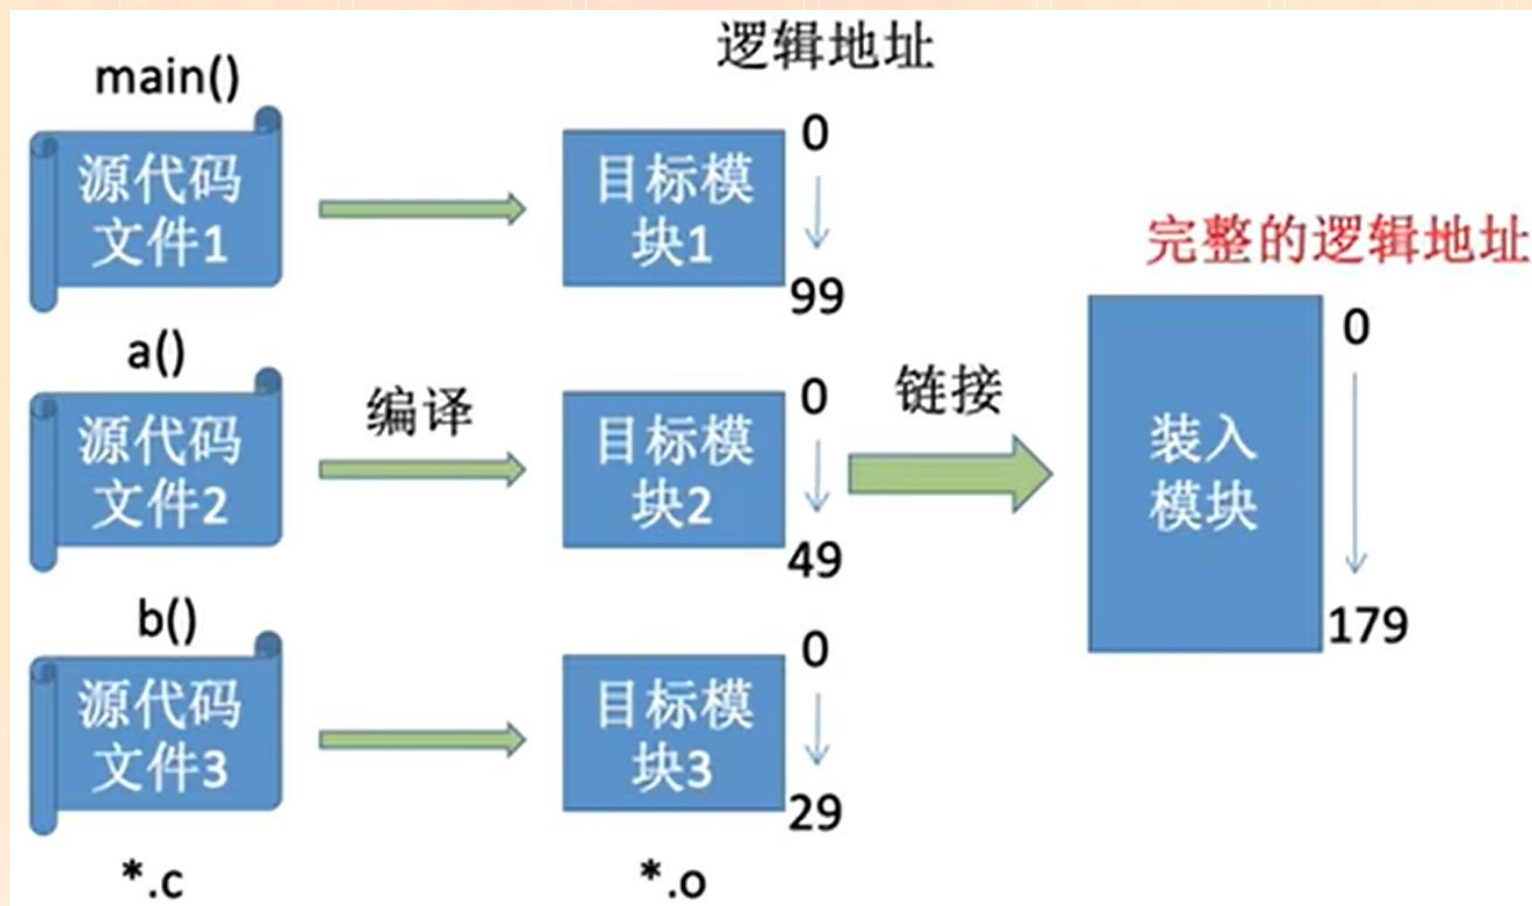 逻辑地址
main()
源代码
文件1
目标模
块1
0
99
完整的逻辑地址
a()
源代码
文件2
编译
目标模
块2
0
49
链接
装入
模块
0
179
b()
源代码
文件3
目标模
块3
0
29
*.c
*.o